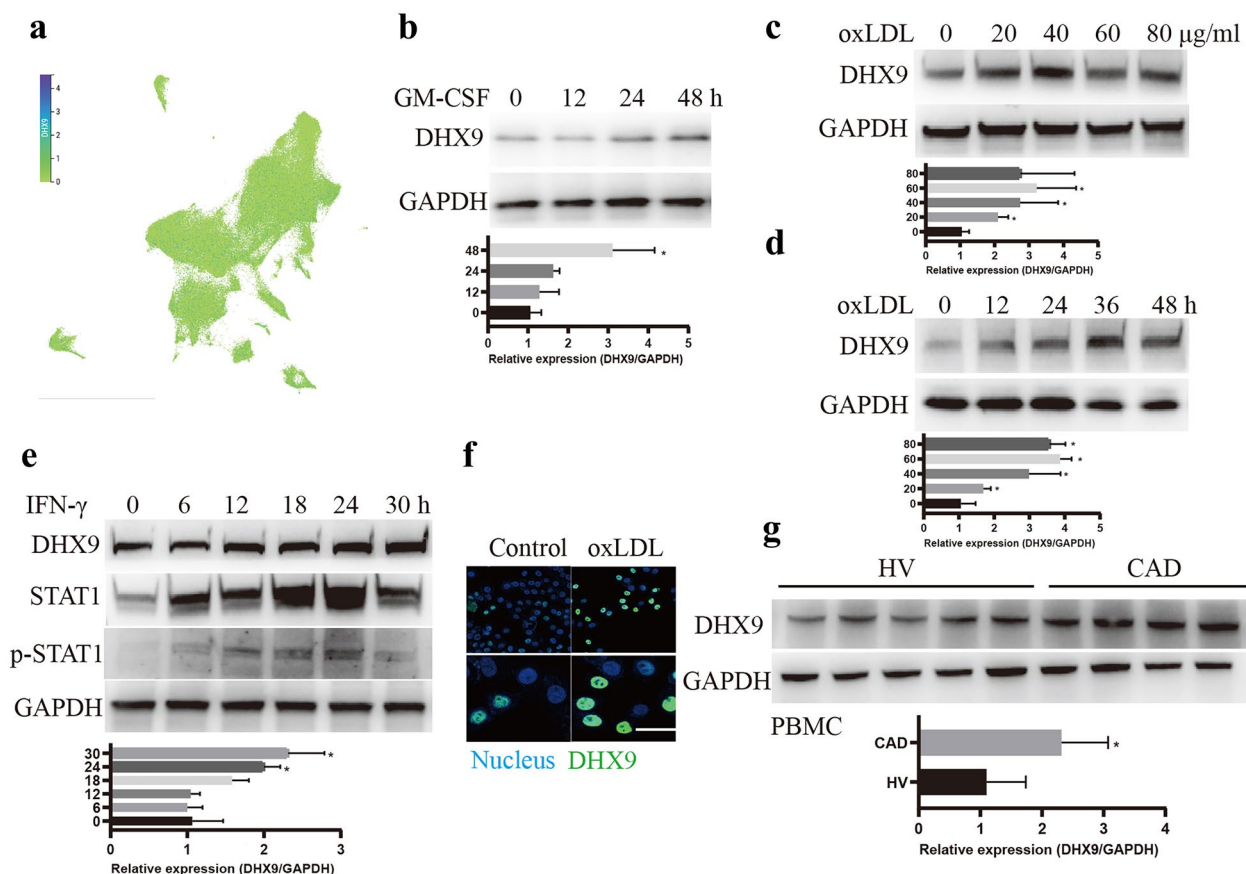 a
4
3
2
1
0
DHX9
b
GM-CSF 0 12 24 48 h
DHX9
GAPDH
48
24
12
0
*
0 1 2 3 4 5
Relative expression (DHX9/GAPDH)
c
oxLDL 0 20 40 60 80 μg/ml
DHX9
GAPDH
80
60 *
40 *
20 *
0
0 1 2 3 4 5
Relative expression (DHX9/GAPDH)
d
oxLDL 0 12 24 36 48 h
DHX9
GAPDH
80 *
60 *
40 *
20 *
0
0 1 2 3 4 5
Relative expression (DHX9/GAPDH)
e
IFN-γ 0 6 12 18 24 30 h
DHX9
STAT1
p-STAT1
GAPDH
30 *
24 *
18
12
6
0
0 1 2 3
Relative expression (DHX9/GAPDH)
f
Control oxLDL
Nucleus DHX9
g
HV CAD
DHX9
GAPDH
PBMC
CAD *
HV
0 1 2 3 4
Relative expression (DHX9/GAPDH)